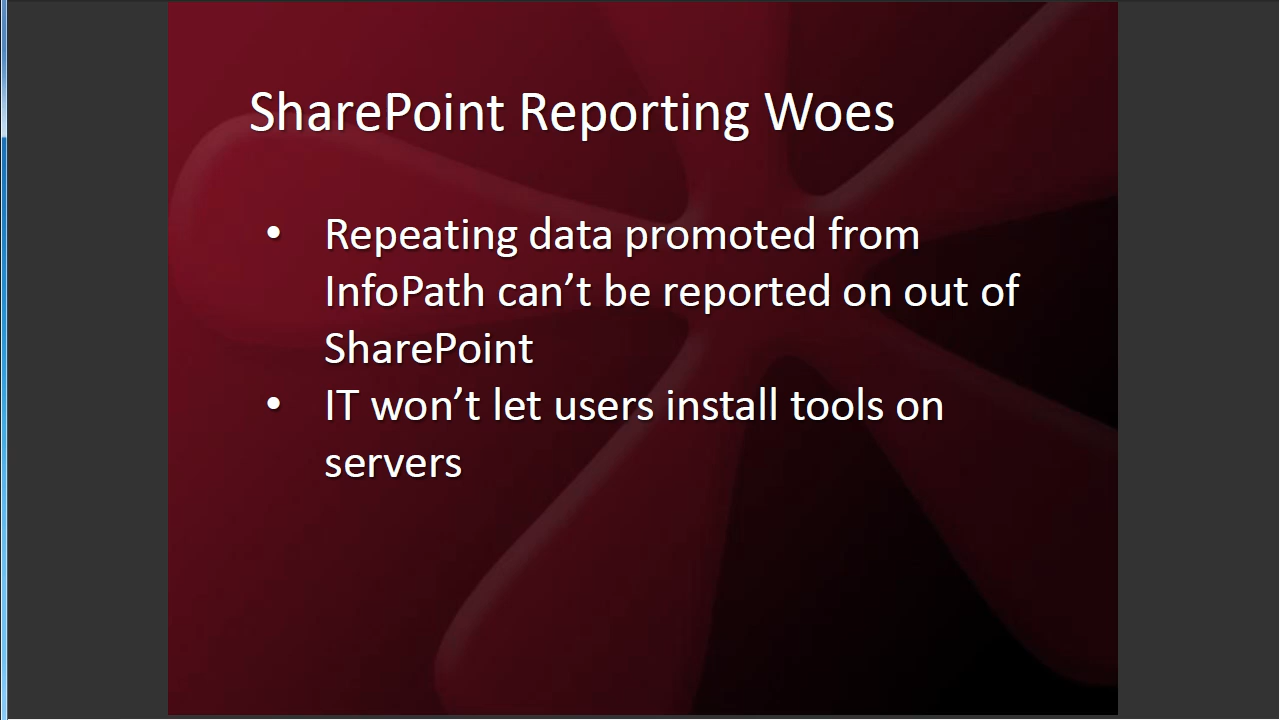 SharePoint Reporting Woes
• Repeating data promoted from
InfoPath can’t be reported on out of
SharePoint
• IT won’t let users install tools on
servers